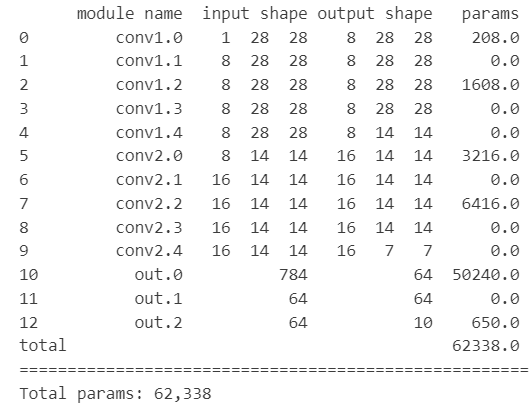 module name input shape output shape params
0 conv1.0 1 28 28 8 28 28 208.0
1 conv1.1 8 28 28 8 28 28 0.0
2 conv1.2 8 28 28 8 28 28 1608.0
3 conv1.3 8 28 28 8 28 28 0.0
4 conv1.4 8 28 28 8 14 14 0.0
5 conv2.0 8 14 14 16 14 14 3216.0
6 conv2.1 16 14 14 16 14 14 0.0
7 conv2.2 16 14 14 16 14 14 6416.0
8 conv2.3 16 14 14 16 14 14 0.0
9 conv2.4 16 14 14 16 7 7 0.0
10 out.0 784 64 50240.0
11 out.1 64 64 0.0
12 out.2 64 10 650.0
total 62338.0
=====================================================
Total params: 62,338